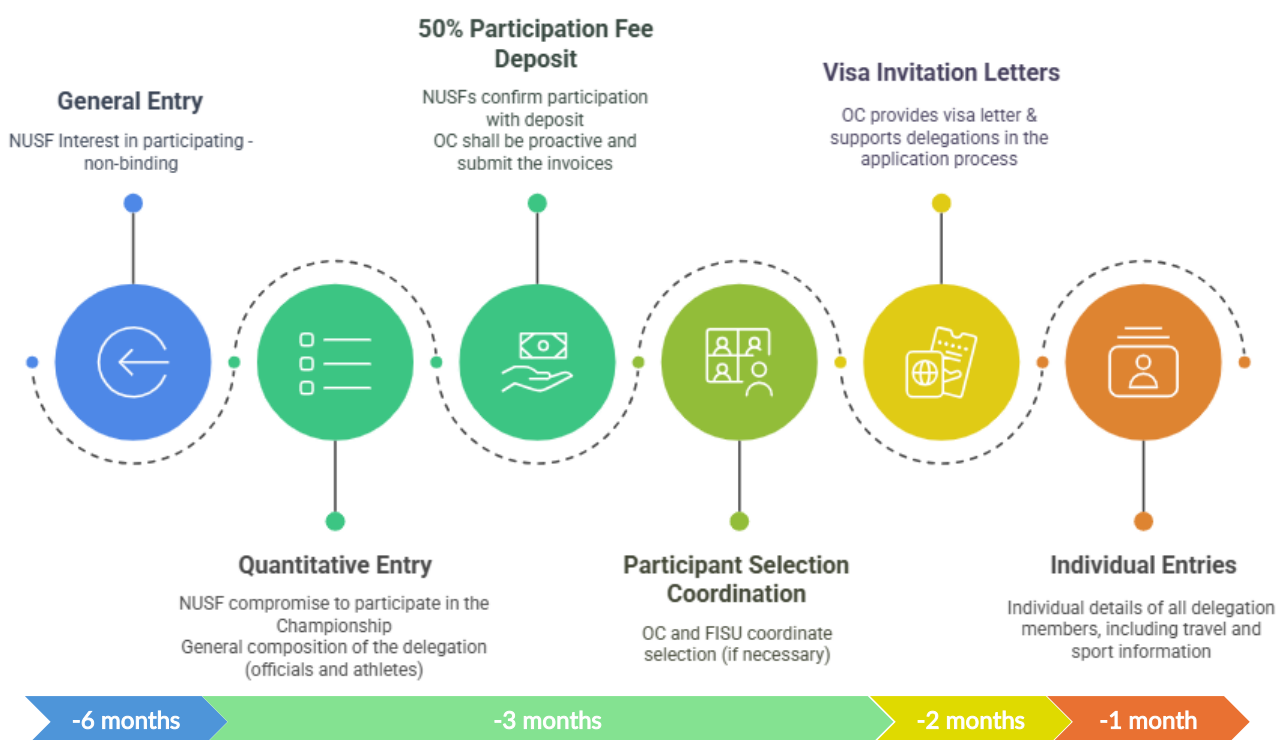 General Entry
NUSF Interest in participating -
non-binding
50% Participation Fee
Deposit
NUSFs confirm participation
with deposit
OC shall be proactive and
submit the invoices
Visa Invitation Letters
OC provides visa letter &
supports delegations in the
application process
Quantitative Entry
NUSF compromise to participate in the
Championship
General composition of the delegation
(officials and athletes)
Participant Selection
Coordination
OC and FISU coordinate
selection (if necessary)
Individual Entries
Individual details of all delegation
members, including travel and
sport information
-6 months
-3 months
-2 months
-1 month